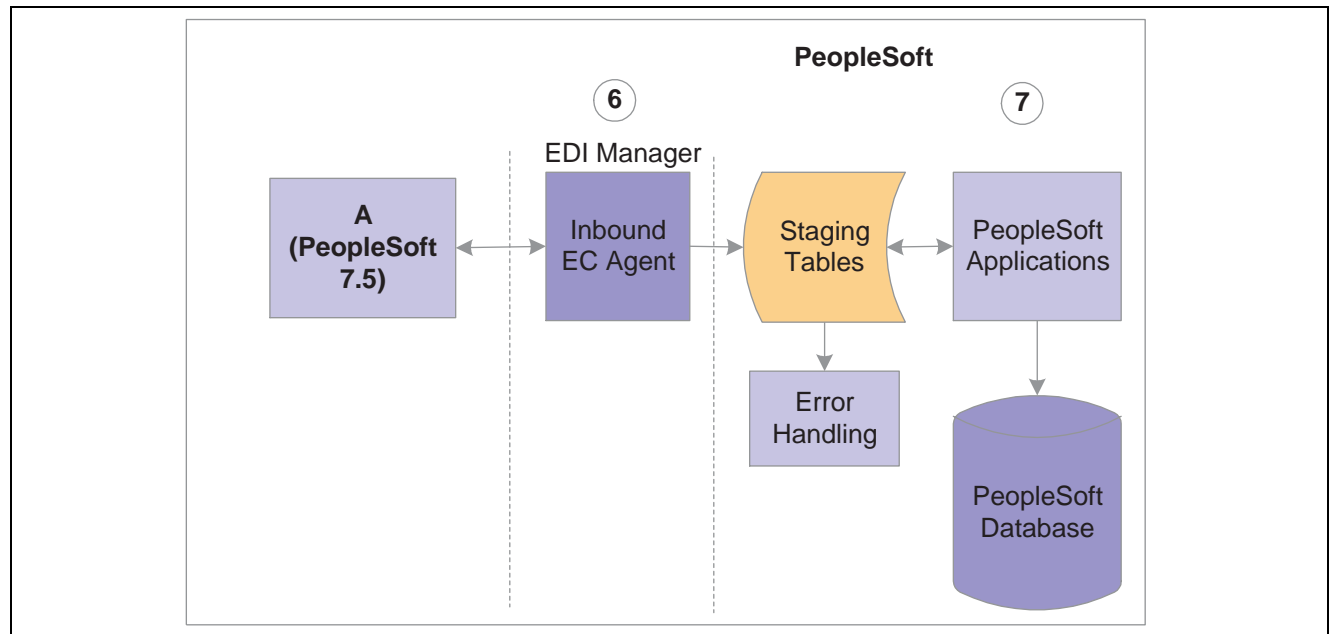 PeopleSoft
6
7
EDI Manager
A
(PeopleSoft
7.5)
Inbound
EC Agent
Staging
Tables
PeopleSoft
Applications
Error
Handling
PeopleSoft
Database